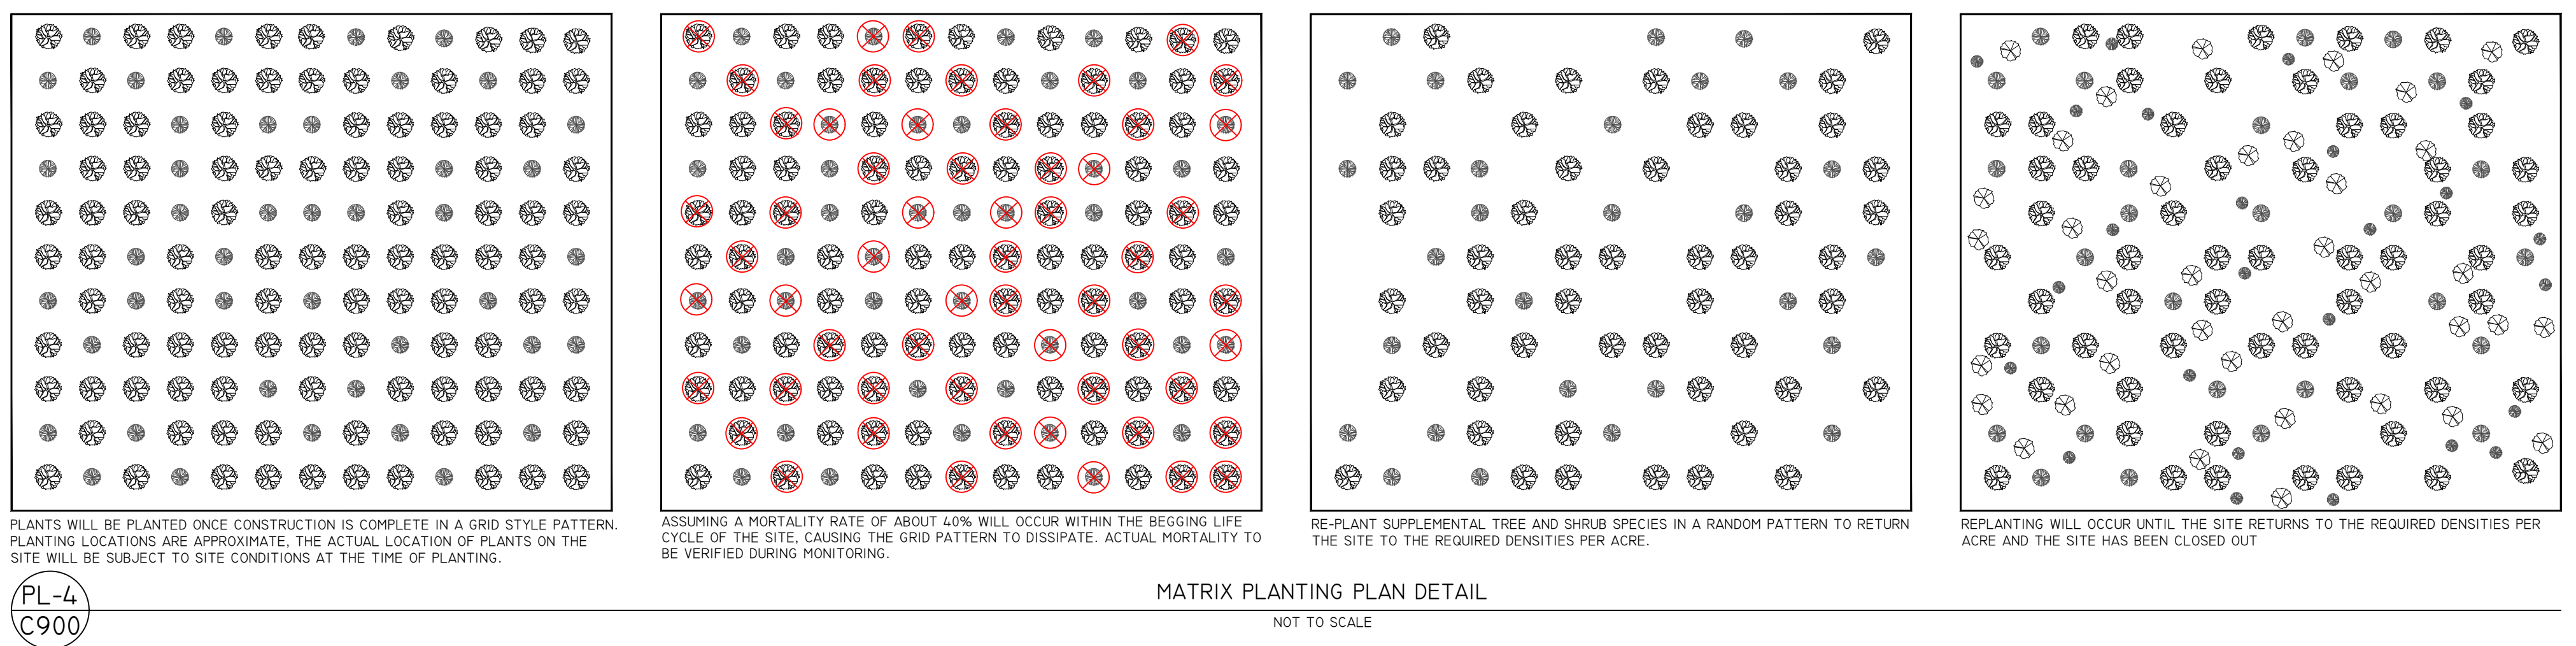 PLANTS WILL BE PLANTED ONCE CONSTRUCTION IS COMPLETE IN A GRID STYLE PATTERN.
PLANTING LOCATIONS ARE APPROXIMATE, THE ACTUAL LOCATION OF PLANTS ON THE
SITE WILL BE SUBJECT TO SITE CONDITIONS AT THE TIME OF PLANTING.
ASSUMING A MORTALITY RATE OF ABOUT 40% WILL OCCUR WITHIN THE BEGGING LIFE
CYCLE OF THE SITE, CAUSING THE GRID PATTERN TO DISSIPATE. ACTUAL MORTALITY TO
BE VERIFIED DURING MONITORING.
RE-PLANT SUPPLEMENTAL TREE AND SHRUB SPECIES IN A RANDOM PATTERN TO RETURN
THE SITE TO THE REQUIRED DENSITIES PER ACRE.
REPLANTING WILL OCCUR UNTIL THE SITE RETURNS TO THE REQUIRED DENSITIES PER
ACRE AND THE SITE HAS BEEN CLOSED OUT
PL-4
C900
MATRIX PLANTING PLAN DETAIL
NOT TO SCALE